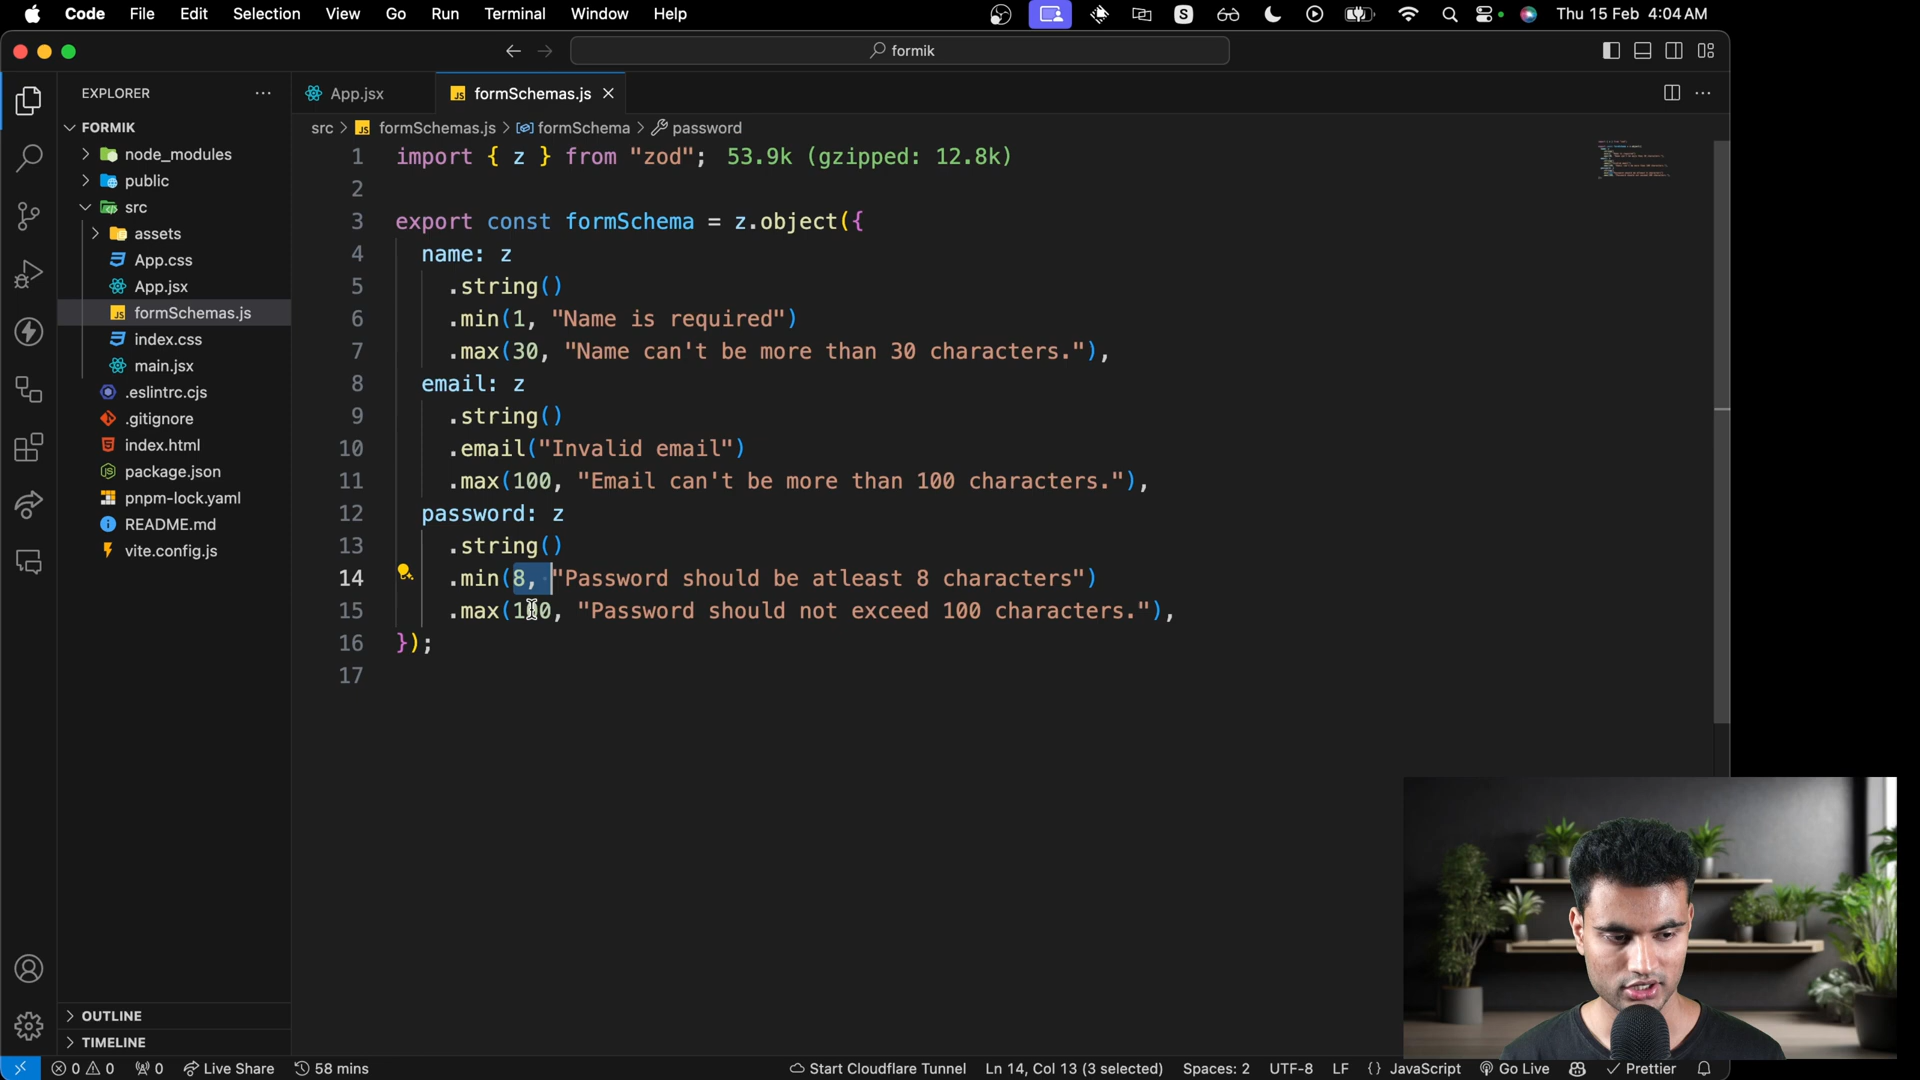 Code File Edit Selection View Go Run Terminal Window Help
S
Thu 15 Feb 4:04 AM
formik
EXPLORER
FORMIK
node_modules
public
src
assets
App.css
App.jsx
formSchemas.js
index.css
main.jsx
.eslintrc.cjs
.gitignore
index.html
package.json
pnpm-lock.yaml
README.md
vite.config.js
OUTLINE
TIMELINE
App.jsx
formSchemas.js
src > formSchemas.js > formSchema > password
1 import { z } from "zod"; 53.9k (gzipped: 12.8k)
2
3 export const formSchema = z.object({
4 name: z
5 .string()
6 .min(1, "Name is required")
7 .max(30, "Name can't be more than 30 characters."),
8 email: z
9 .string()
10 .email("Invalid email")
11 .max(100, "Email can't be more than 100 characters."),
12 password: z
13 .string()
14 .min(8, "Password should be atleast 8 characters")
15 .max(100, "Password should not exceed 100 characters."),
16 });
17
0 0 0 Live Share 58 mins Start Cloudflare Tunnel Ln 14, Col 13 (3 selected) Spaces: 2 UTF-8 LF {} JavaScript Go Live Prettier